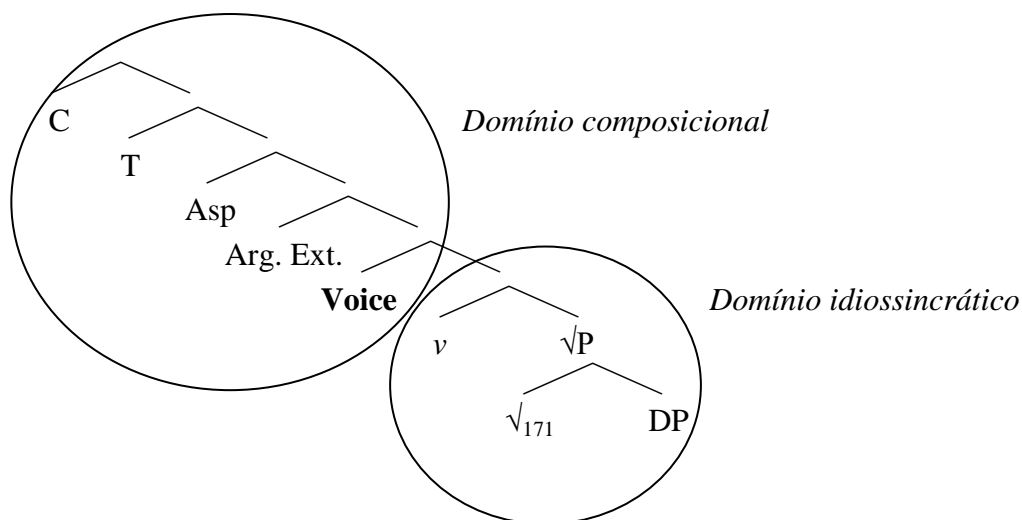 C
Domínio composicional
T
Asp
Arg. Ext.
Voice
Domínio idiossincrático
v
√P
√171
DP